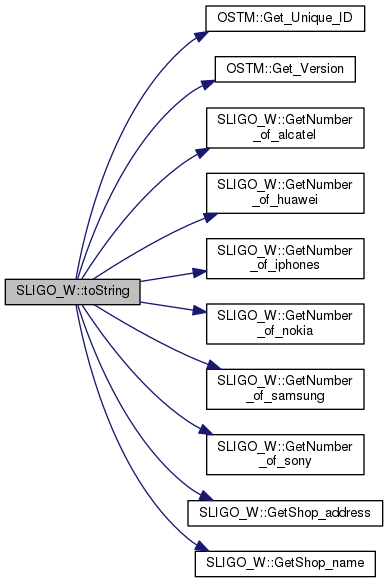 OSTM::Get_Unique_ID
OSTM::Get_Version
SLIGO_W::GetNumber
_of_alcatel
SLIGO_W::GetNumber
_of_huawei
SLIGO_W::GetNumber
_of_iphones
SLIGO_W::toString
SLIGO_W::GetNumber
_of_nokia
SLIGO_W::GetNumber
_of_samsung
SLIGO_W::GetNumber
_of_sony
SLIGO_W::GetShop_address
SLIGO_W::GetShop_name